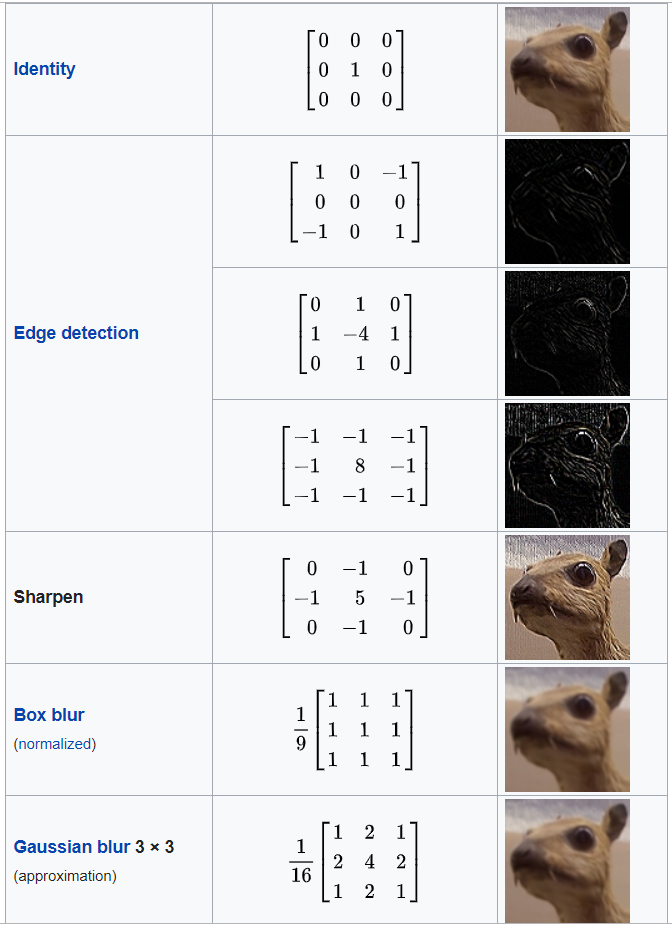 Identity
0 0 0
0 1 0
0 0 0
Edge detection
1 0 −1
0 0 0
−1 0 1
0 1 0
1 −4 1
0 1 0
−1 −1 −1
−1 8 −1
−1 −1 −1
Sharpen
0 −1 0
−1 5 −1
0 −1 0
Box blur
(normalized)
1
9
1 1 1
1 1 1
1 1 1
Gaussian blur 3 × 3
(approximation)
1
16
1 2 1
2 4 2
1 2 1